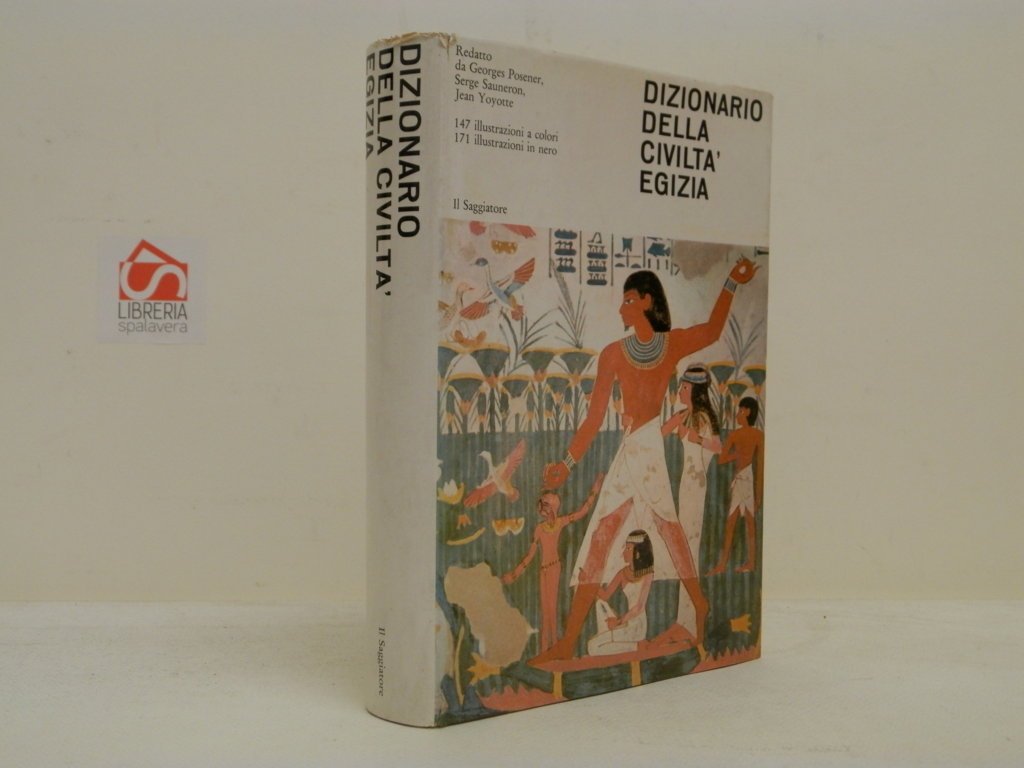 DIZIONARIO
DELLA CIVILTA'
EGIZIA
Il Saggiatore
Redatto
da Georges Posener,
Serge Sauneron,
Jean Yoyotte
147 illustrazioni a colori
171 illustrazioni in nero
Il Saggiatore
DIZIONARIO
DELLA
CIVILTA'
EGIZIA
LIBRERIA
spalavera